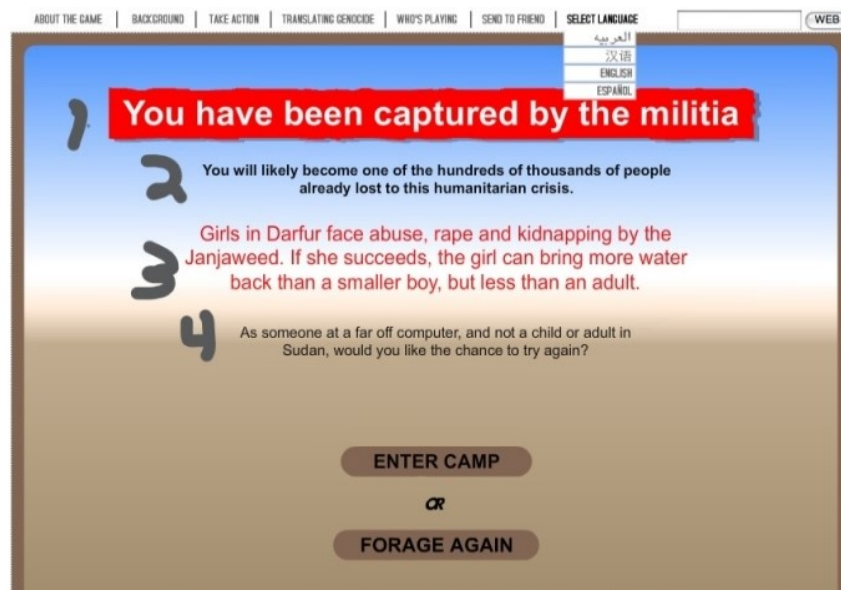 ABOUT THE GAME | BACKGROUND | TAKE ACTION | TRANSLATING GENOCIDE | WHO'S PLAYING | SEND TO FRIEND | SELECT LANGUAGE WEB
العربية
汉语
ENGLISH
ESPAÑOL
1 You have been captured by the militia
2 You will likely become one of the hundreds of thousands of people
already lost to this humanitarian crisis.
Girls in Darfur face abuse, rape and kidnapping by the
3 Janjaweed. If she succeeds, the girl can bring more water
back than a smaller boy, but less than an adult.
4 As someone at a far off computer, and not a child or adult in
Sudan, would you like the chance to try again?
ENTER CAMP
OR
FORAGE AGAIN